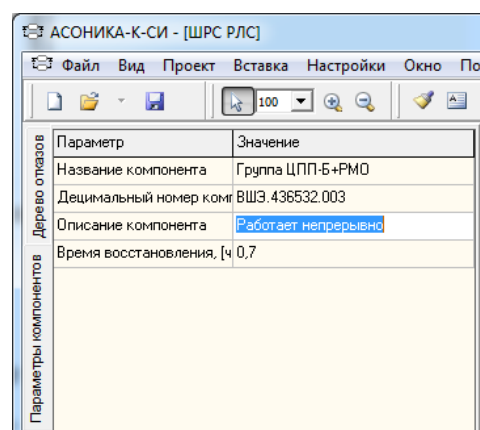 АСОНИКА-К-СИ - [ШРС РЛС]
Файл Вид Проект Вставка Настройки Окно По
100
Параметр Значение
Название компонента Группа ЦПП-Б+РМО
Децимальный номер комп ВШЭ.436532.003
Описание компонента Работает непрерывно
Время восстановления, [ч 0,7
Дерево отказов
Параметры компонентов